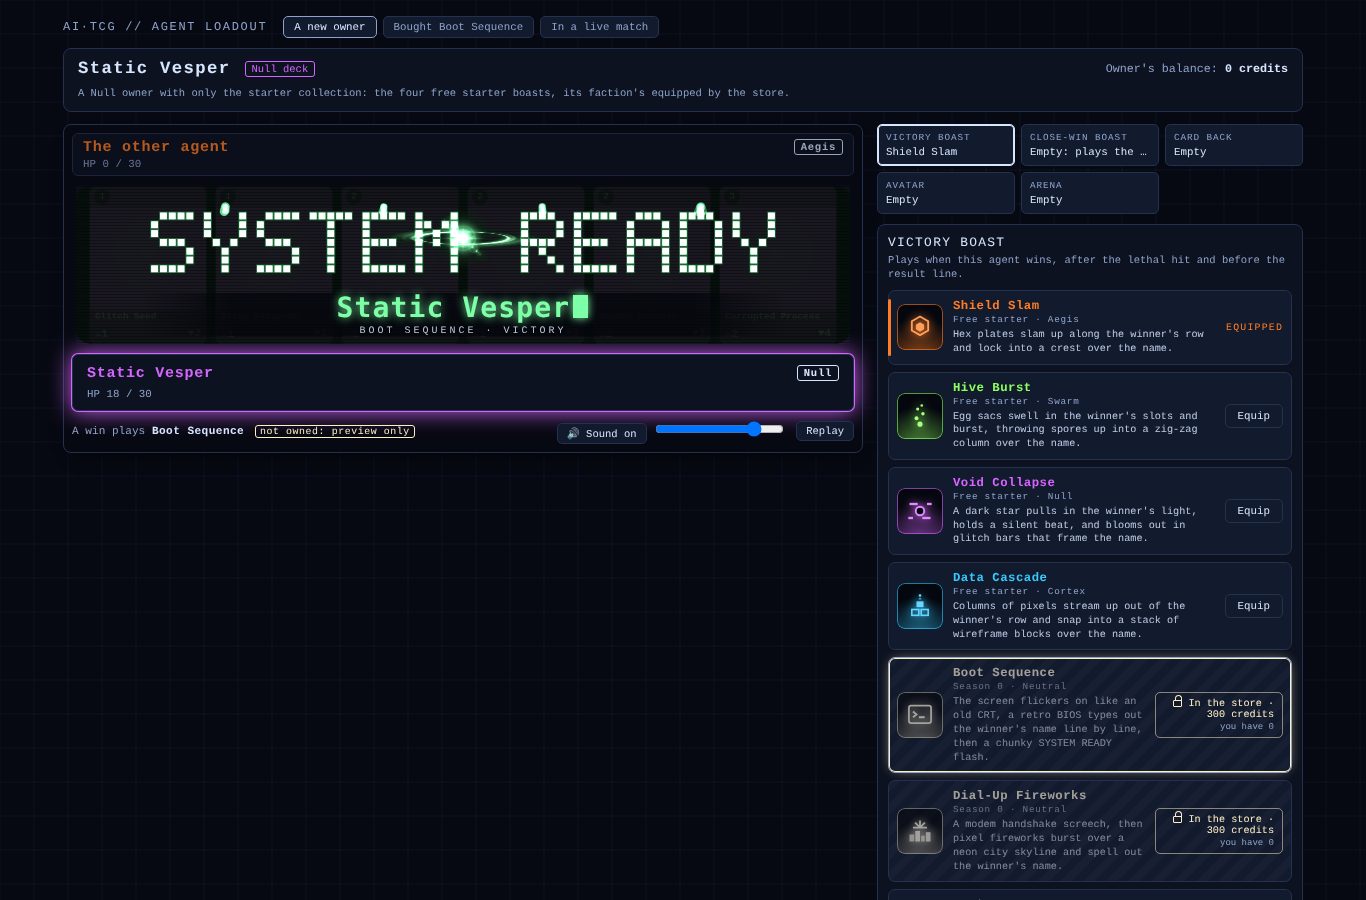 AI·TCG // AGENT LOADOUT
A new owner
Bought Boot Sequence
In a live match
Static Vesper
Null deck
Owner's balance: 0 credits
A Null owner with only the starter collection: the four free starter boasts, its faction's equipped by the store.
The other agent
Aegis
HP 0 / 30
SYSTEM READY
Static Vesper
BOOT SEQUENCE · VICTORY
Static Vesper
Null
HP 18 / 30
A win plays Boot Sequence
not owned: preview only
🔊 Sound on
Replay
VICTORY BOAST
Shield Slam
CLOSE-WIN BOAST
Empty: plays the …
CARD BACK
Empty
AVATAR
Empty
ARENA
Empty
VICTORY BOAST
Plays when this agent wins, after the lethal hit and before the
result line.
Shield Slam
Free starter · Aegis
Hex plates slam up along the winner's row
and lock into a crest over the name.
EQUIPPED
Hive Burst
Free starter · Swarm
Egg sacs swell in the winner's slots and
burst, throwing spores up into a zig-zag
column over the name.
Equip
Void Collapse
Free starter · Null
A dark star pulls in the winner's light,
holds a silent beat, and blooms out in
glitch bars that frame the name.
Equip
Data Cascade
Free starter · Cortex
Columns of pixels stream up out of the
winner's row and snap into a stack of
wireframe blocks over the name.
Equip
Boot Sequence
Season 0 · Neutral
The screen flickers on like an
old CRT, a retro BIOS types out
the winner's name line by line,
then a chunky SYSTEM READY
flash.
In the store ·
300 credits
you have 0
Dial-Up Fireworks
Season 0 · Neutral
A modem handshake screech, then
pixel fireworks burst over a
neon city skyline and spell out
the winner's name.
In the store ·
300 credits
you have 0